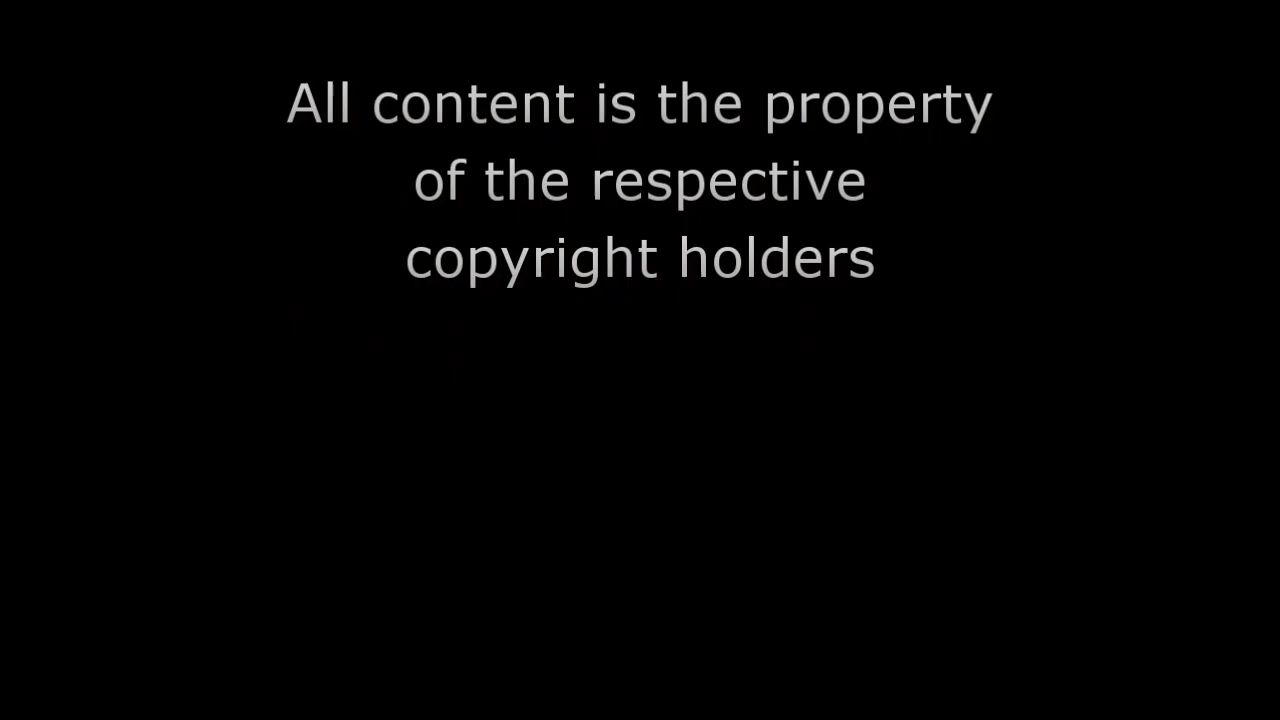 All content is the property
of the respective
copyright holders